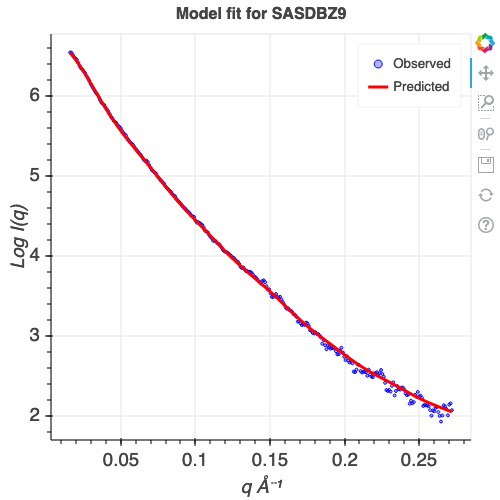 Model fit for SASDBZ9
Observed
Predicted
6
5
4
3
2
Log I(q)
0.05
0.1
0.15
0.2
0.25
q Å⁻¹